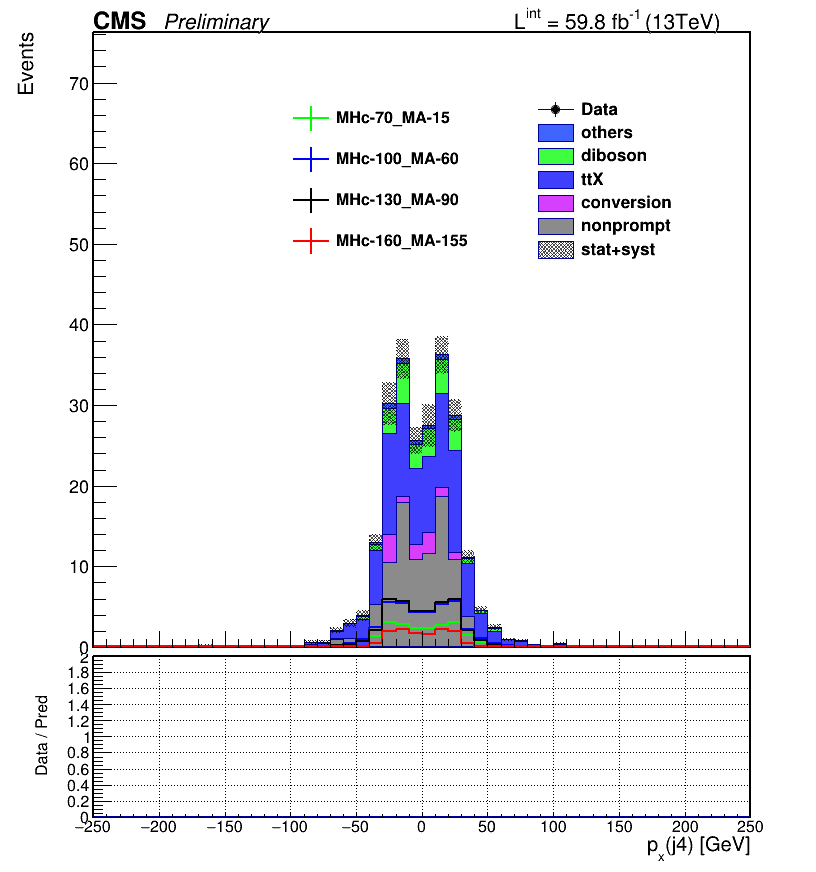 CMS Preliminary L^int = 59.8 fb^-1 (13TeV)
Events
70
60
50
40
30
20
10
0
MHc-70_MA-15
MHc-100_MA-60
MHc-130_MA-90
MHc-160_MA-155
Data
others
diboson
ttX
conversion
nonprompt
stat+syst
Data / Pred
2
1.8
1.6
1.4
1.2
1
0.8
0.6
0.4
0.2
0
−250 −200 −150 −100 −50 0 50 100 150 200 250
p_x(j4) [GeV]